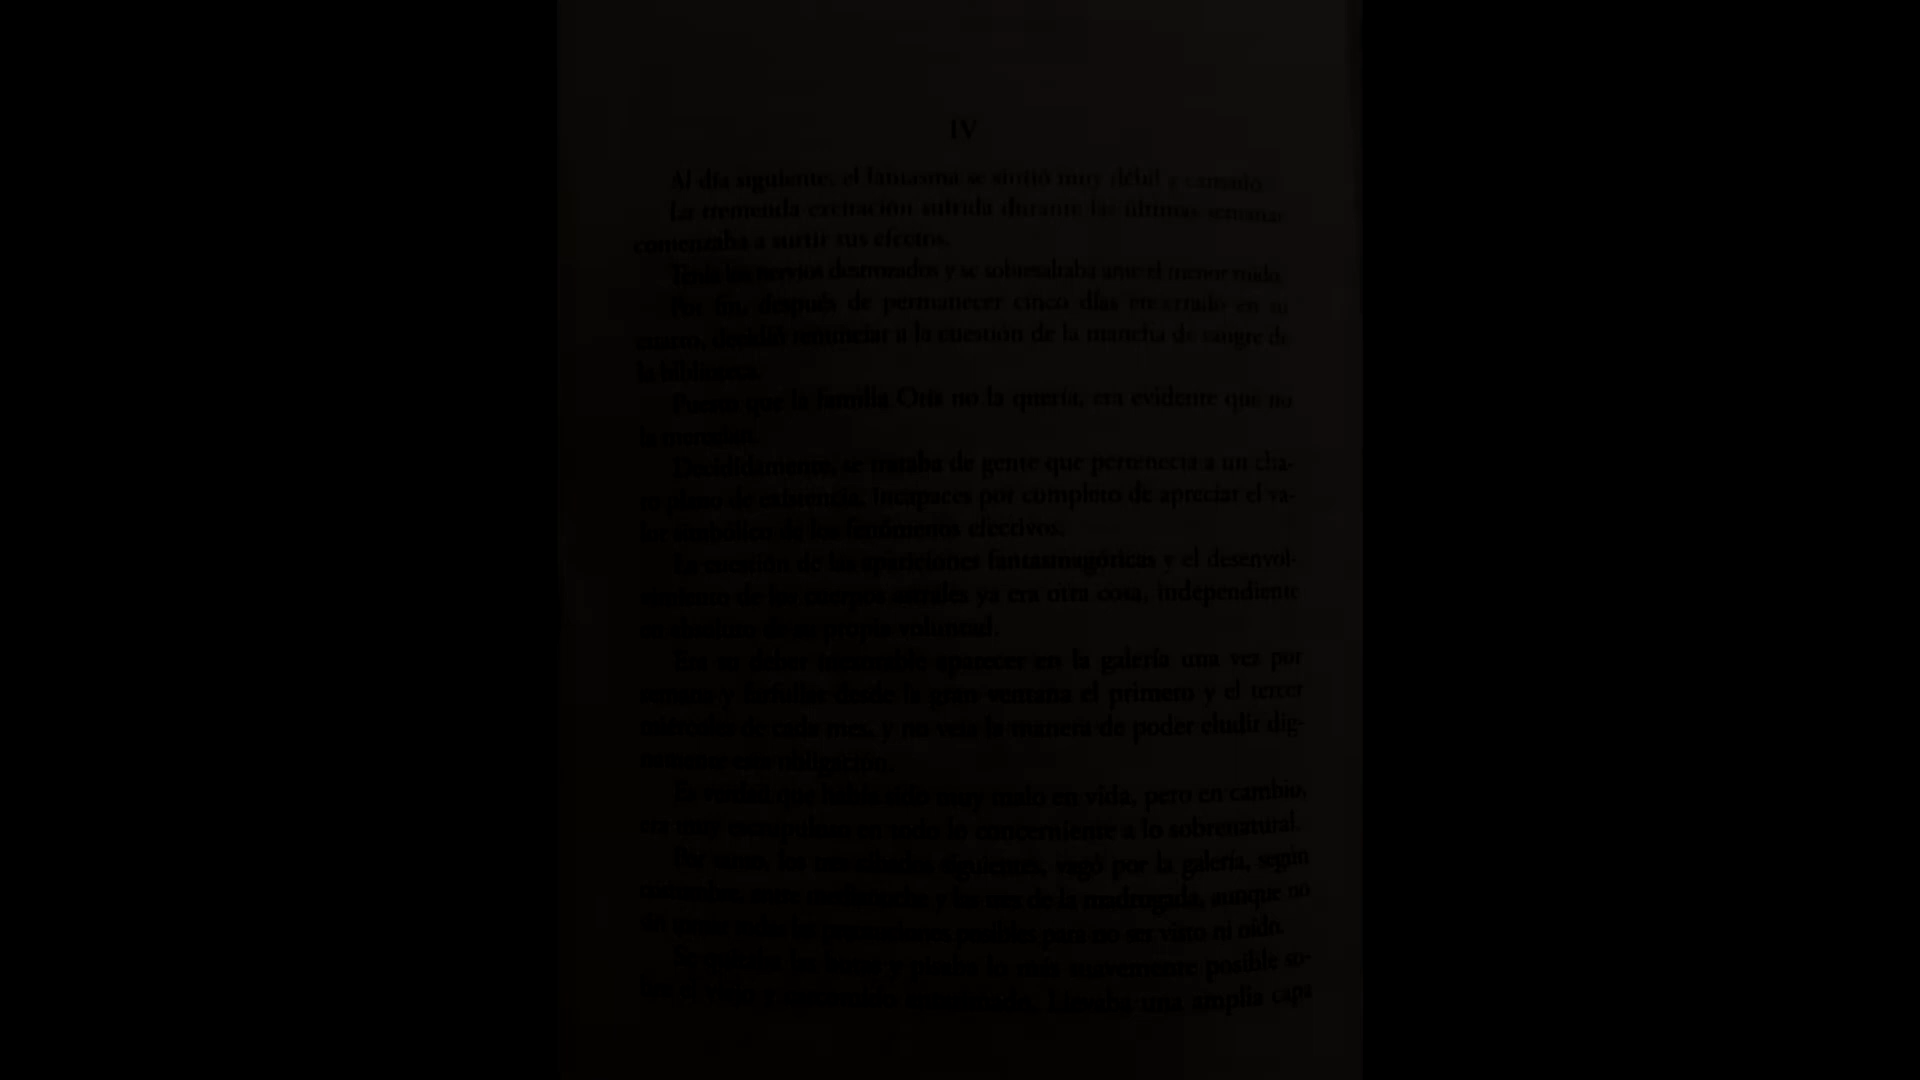 IV
Al día siguiente, el fantasma se sintió muy débil y cansado.
La tremenda excitación sufrida durante las últimas semanas
comenzaba a surtir sus efectos.
Tenía los nervios destrozados y se sobresaltaba ante el menor ruido.
Por fin, después de permanecer cinco días encerrado en su
cuarto, decidió renunciar a la cuestión de la mancha de sangre de
la biblioteca.
Puesto que la familia Otis no la quería, era evidente que no
la merecían.
Decididamente, se trataba de gente que pertenecía a un cha-
to plano de existencia, incapaces por completo de apreciar el va-
lor simbólico de los fenómenos efectivos.
La cuestión de las apariciones fantasmagóricas y el desenvol-
vimiento de los cuerpos astrales ya era otra cosa, independiente
de su propia voluntad.
Era su deber aparecer en la galería una vez por
semana y desde la gran ventana el primero y el tercer
miércoles de cada mes, y no veía la manera de poder eludir dig-
namente esta obligación.
Es verdad que había sido muy malo en vida, pero en cambio,
era muy escrupuloso en todo lo concerniente a lo sobrenatural.
siguientes, vagó por la galería, según
costumbre, entre medianoche y las tres de la madrugada, aunque no
sin tomar todas las precauciones posibles para no ser visto ni oído.
lo más suavemente posible so-
una amplia capa